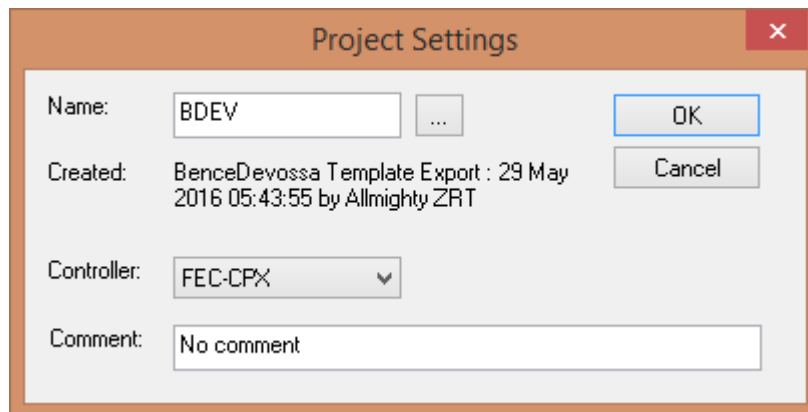 Project Settings
Name: BDEV ... OK
Created: BenceDevossa Template Export : 29 May Cancel
2016 05:43:55 by Allmighty ZRT
Controller: FEC-CPX
Comment: No comment